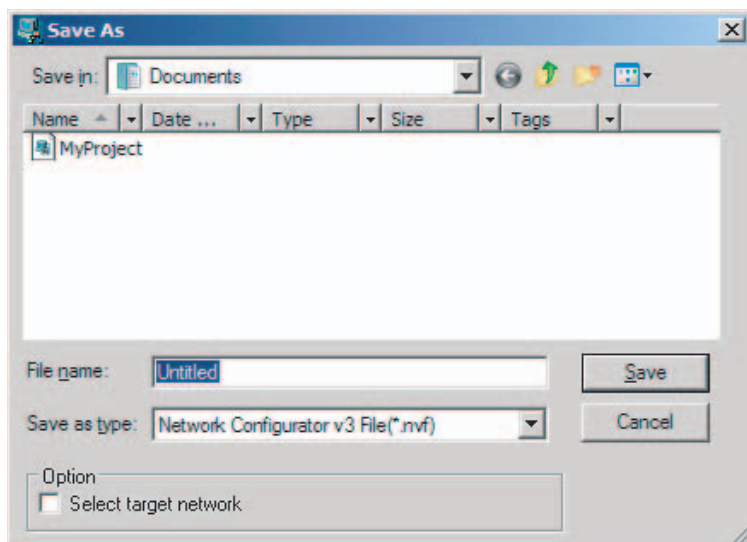 Save As
Save in: Documents
Name Date ... Type Size Tags
MyProject
File name: Untitled Save
Save as type: Network Configurator v3 File(*.nvf) Cancel
Option
Select target network